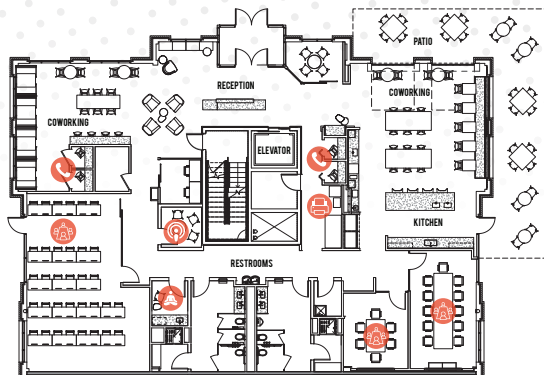 PATIO
RECEPTION
COWORKING
COWORKING
ELEVATOR
KITCHEN
RESTROOMS